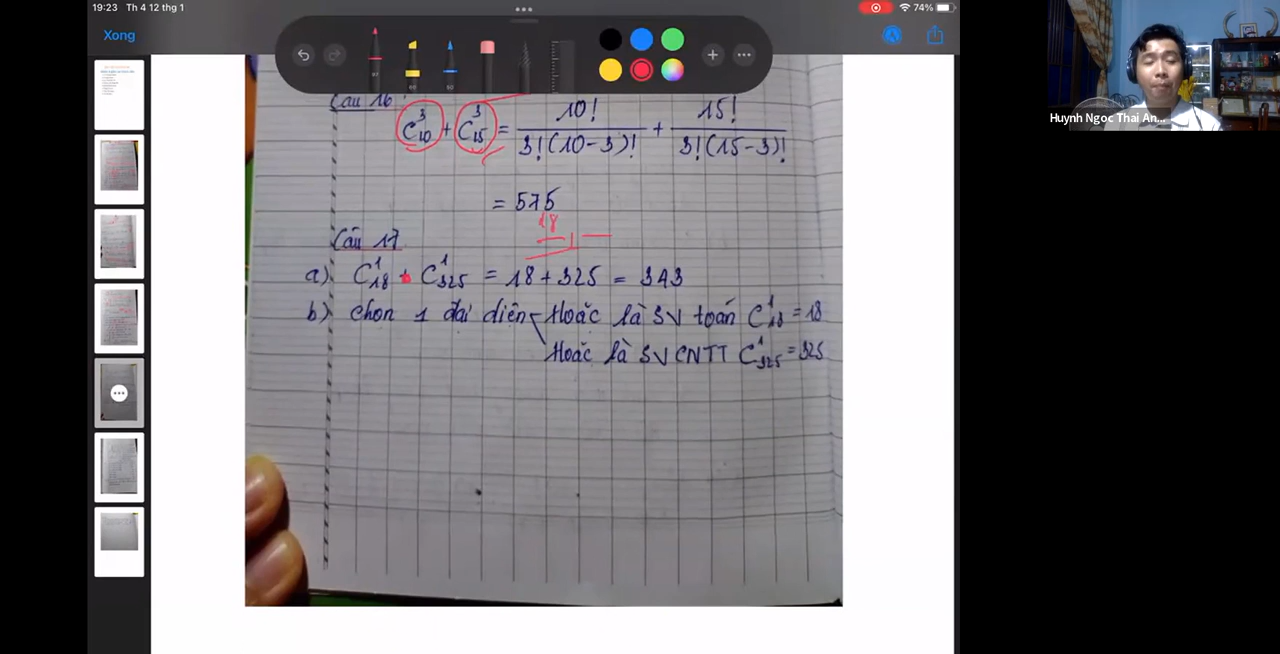 19:23 Th 4 12 thg 1
74%
Xong
Câu 16
C³₁₀ + C³₁₅ = 10!/3!(10-3)! + 15!/3!(15-3)!
= 575
18
Câu 17
a) C¹₁₈ + C¹₃₂₅ = 18 + 325 = 343
b) chọn 1 đại diện Hoặc là SV toán C¹₁₈ = 18
Hoặc là SV CNTT C¹₃₂₅ = 325
Huynh Ngoc Thai An...